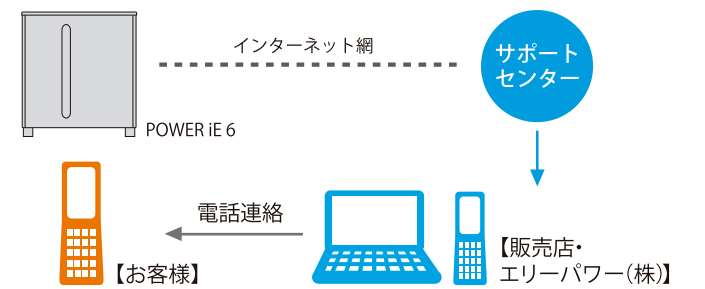 インターネット網
サポート
センター
POWER iE 6
電話連絡
【お客様】
【販売店・
エリーパワー(株)】